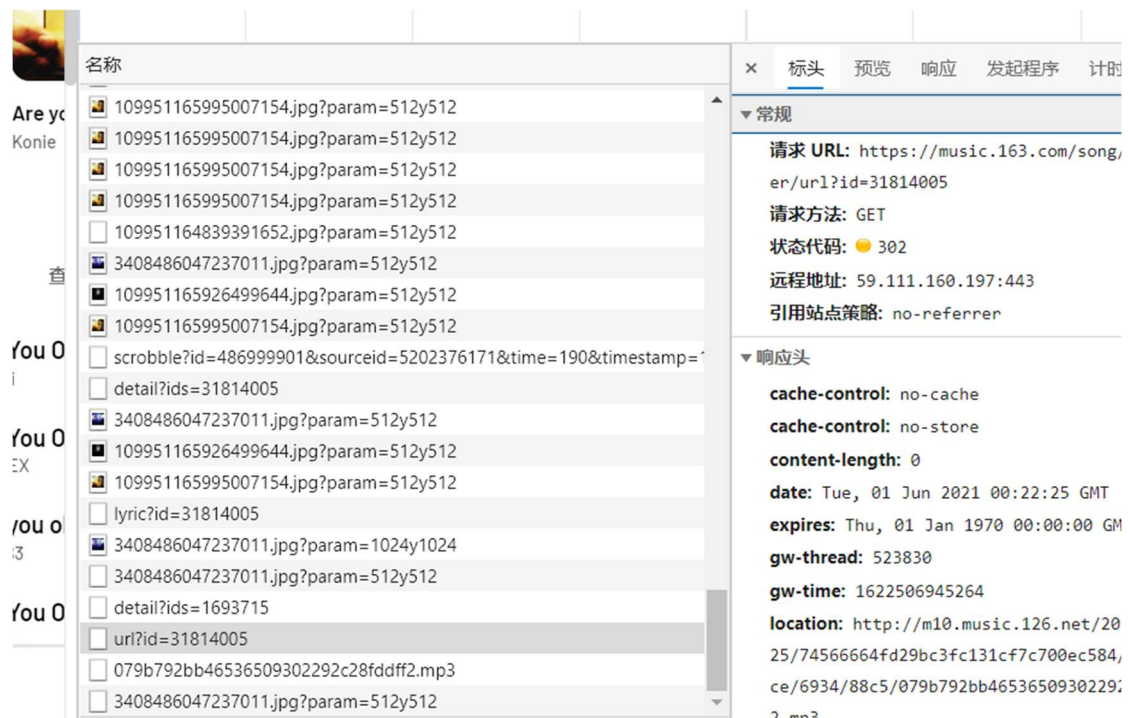 Are yo
Konie
查
You O
i
You O
EX
you o
33
You O
名称
109951165995007154.jpg?param=512y512
109951165995007154.jpg?param=512y512
109951165995007154.jpg?param=512y512
109951165995007154.jpg?param=512y512
109951164839391652.jpg?param=512y512
3408486047237011.jpg?param=512y512
109951165926499644.jpg?param=512y512
109951165995007154.jpg?param=512y512
scrobble?id=486999901&sourceid=5202376171&time=190&timestamp=1
detail?ids=31814005
3408486047237011.jpg?param=512y512
109951165926499644.jpg?param=512y512
109951165995007154.jpg?param=512y512
lyric?id=31814005
3408486047237011.jpg?param=1024y1024
3408486047237011.jpg?param=512y512
detail?ids=1693715
url?id=31814005
079b792bb46536509302292c28fddff2.mp3
3408486047237011.jpg?param=512y512
× 标头 预览 响应 发起程序 计时
常规
请求 URL: https://music.163.com/song/
er/url?id=31814005
请求方法: GET
状态代码: 302
远程地址: 59.111.160.197:443
引用站点策略: no-referrer
响应头
cache-control: no-cache
cache-control: no-store
content-length: 0
date: Tue, 01 Jun 2021 00:22:25 GMT
expires: Thu, 01 Jan 1970 00:00:00 GM
gw-thread: 523830
gw-time: 1622506945264
location: http://m10.music.126.net/20
25/74566664fd29bc3fc131cf7c700ec584/
ce/6934/88c5/079b792bb46536509302292
2.mp3